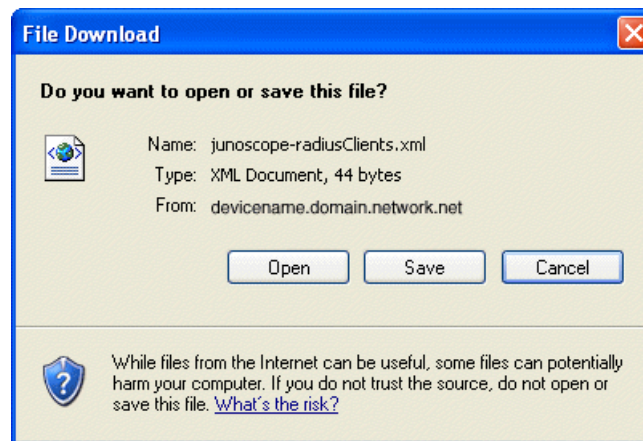 File Download
Do you want to open or save this file?
Name: junoscope-radiusClients.xml
Type: XML Document, 44 bytes
From: devicename.domain.network.net
Open Save Cancel
While files from the Internet can be useful, some files can potentially
harm your computer. If you do not trust the source, do not open or
save this file. What's the risk?